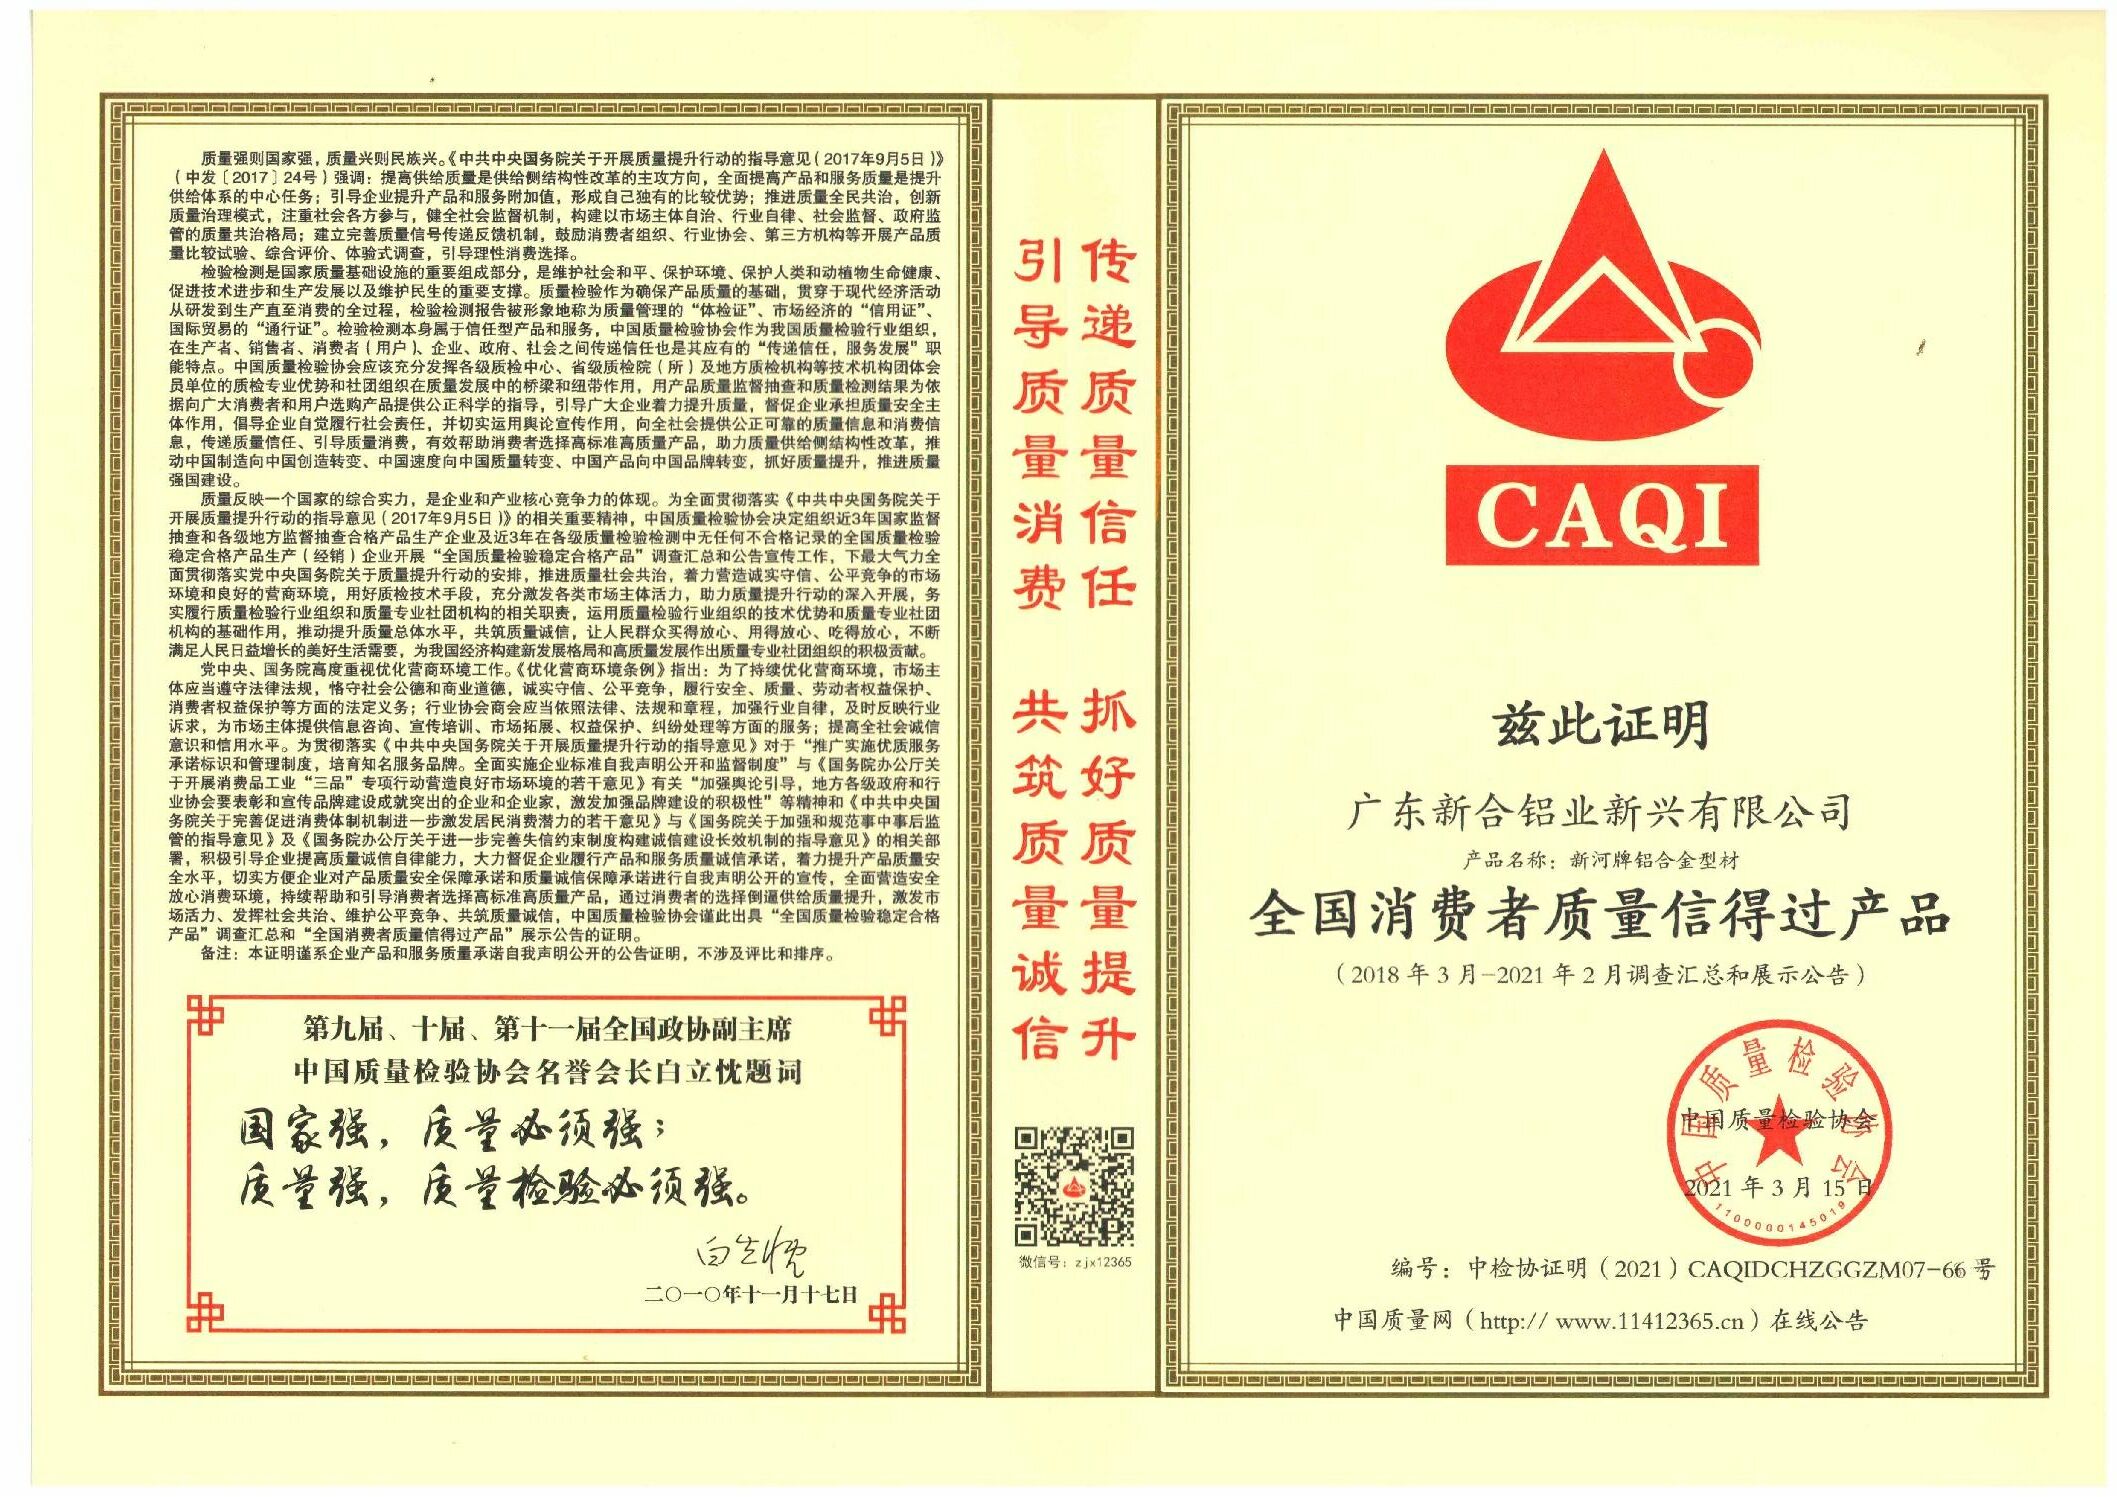 质量强则国家强，质量兴则民族兴。《中共中央国务院关于开展质量提升行动的指导意见（2017年9月5日）》
（中发〔2017〕24号）强调：提高供给质量是供给侧结构性改革的主攻方向，全面提高产品和服务质量是提升
供给体系的中心任务；引导企业提升产品和服务附加值，形成自己独有的比较优势；推进质量全民共治，创新
质量治理模式，注重社会各方参与，健全社会监督机制，构建以市场主体自治、行业自律、社会监督、政府监
管的质量共治格局；建立完善质量信号传递反馈机制，鼓励消费者组织、行业协会、第三方机构等开展产品质
量比较试验、综合评价、体验式调查，引导理性消费选择。
检验检测是国家质量基础设施的重要组成部分，是维护社会和平、保护环境、保护人类和动植物生命健康、
促进技术进步和生产发展以及维护民生的重要支撑。质量检验作为确保产品质量的基础，贯穿于现代经济活动
从研发到生产直至消费的全过程，检验检测报告被形象地称为质量管理的“体检证”、市场经济的“信用证”、
国际贸易的“通行证”。检验检测本身属于信任型产品和服务，中国质量检验协会作为我国质量检验行业组织，
在生产者、销售者、消费者（用户）、企业、政府、社会之间传递信任也是其应有的“传递信任，服务发展”职
能特点。中国质量检验协会应该充分发挥各级质检中心、省级质检院（所）及地方质检机构等技术机构团体会
员单位的质检专业优势和社团组织在质量发展中的桥梁和纽带作用，用产品质量监督抽查和质量检测结果为依
据向广大消费者和用户选购产品提供公正科学的指导，引导广大企业着力提升质量，督促企业承担质量安全主
体作用，倡导企业自觉履行社会责任，并切实运用舆论宣传作用，向全社会提供公正可靠的质量信息和消费信
息，传递质量信任、引导质量消费，有效帮助消费者选择高标准高质量产品，助力质量供给侧结构性改革，推
动中国制造向中国创造转变、中国速度向中国质量转变、中国产品向中国品牌转变，抓好质量提升，推进质量
强国建设。
质量反映一个国家的综合实力，是企业和产业核心竞争力的体现。为全面贯彻落实《中共中央国务院关于
开展质量提升行动的指导意见（2017年9月5日）》的相关重要精神，中国质量检验协会决定组织近3年国家监督
抽查和各级地方监督抽查合格产品生产企业及近3年在各级质量检验检测中无任何不合格记录的全国质量检验
稳定合格产品生产（经销）企业开展“全国质量检验稳定合格产品”调查汇总和公告宣传工作，下最大气力全
面贯彻落实党中央国务院关于质量提升行动的安排，推进质量社会共治，着力营造诚实守信、公平竞争的市场
环境和良好的营商环境，用好质检技术手段，充分激发各类市场主体活力，助力质量提升行动的深入开展，务
实履行质量检验行业组织和质量专业社团机构的相关职责，运用质量检验行业组织的技术优势和质量专业社团
机构的基础作用，推动提升质量总体水平，共筑质量诚信，让人民群众买得放心、用得放心、吃得放心，不断
满足人民日益增长的美好生活需要，为我国经济构建新发展格局和高质量发展作出质量专业社团组织的积极贡献。
党中央、国务院高度重视优化营商环境工作。《优化营商环境条例》指出：为了持续优化营商环境，市场主
体应当遵守法律法规，恪守社会公德和商业道德，诚实守信、公平竞争，履行安全、质量、劳动者权益保护、
消费者权益保护等方面的法定义务；行业协会商会应当依照法律、法规和章程，加强行业自律，及时反映行业
诉求，为市场主体提供信息咨询、宣传培训、市场拓展、权益保护、纠纷处理等方面的服务；提高全社会诚信
意识和信用水平。为贯彻落实《中共中央国务院关于开展质量提升行动的指导意见》对于“推广实施优质服务
承诺标识和管理制度，培育知名服务品牌。全面实施企业标准自我声明公开和监督制度”与《国务院办公厅关
于开展消费品工业“三品”专项行动营造良好市场环境的若干意见》有关“加强舆论引导，地方各级政府和行
业协会要表彰和宣传品牌建设成就突出的企业和企业家，激发加强品牌建设的积极性”等精神和《中共中央国
务院关于完善促进消费体制机制进一步激发居民消费潜力的若干意见》与《国务院关于加强和规范事中事后监
管的指导意见》及《国务院办公厅关于进一步完善失信约束制度构建诚信建设长效机制的指导意见》的相关部
署，积极引导企业提高质量诚信自律能力，大力督促企业履行产品和服务质量诚信承诺，着力提升产品质量安
全水平，切实方便企业对产品质量安全保障承诺和质量诚信保障承诺进行自我声明公开的宣传，全面营造安全
放心消费环境，持续帮助和引导消费者选择高标准高质量产品，通过消费者的选择倒逼供给质量提升，激发市
场活力、发挥社会共治、维护公平竞争、共筑质量诚信，中国质量检验协会谨此出具“全国质量检验稳定合格
产品”调查汇总和“全国消费者质量信得过产品”展示公告的证明。
备注：本证明谨系企业产品和服务质量承诺自我声明公开的公告证明，不涉及评比和排序。
第九届、十届、第十一届全国政协副主席
中国质量检验协会名誉会长白立忱题词
国家强，质量必须强；
质量强，质量检验必须强。
白立忱
二〇一〇年十一月十七日
传递质量信任 抓好质量提升
引导质量消费 共筑质量诚信
微信号：zjx12365
CAQI
兹此证明
广东新合铝业新兴有限公司
产品名称：新河牌铝合金型材
全国消费者质量信得过产品
（2018年3月-2021年2月调查汇总和展示公告）
中国质量检验协会
中国质量检验协会
2021年3月15日
1100000145019
编号：中检协证明（2021）CAQIDCHZGGZM07-66号
中国质量网（http:// www.11412365.cn）在线公告